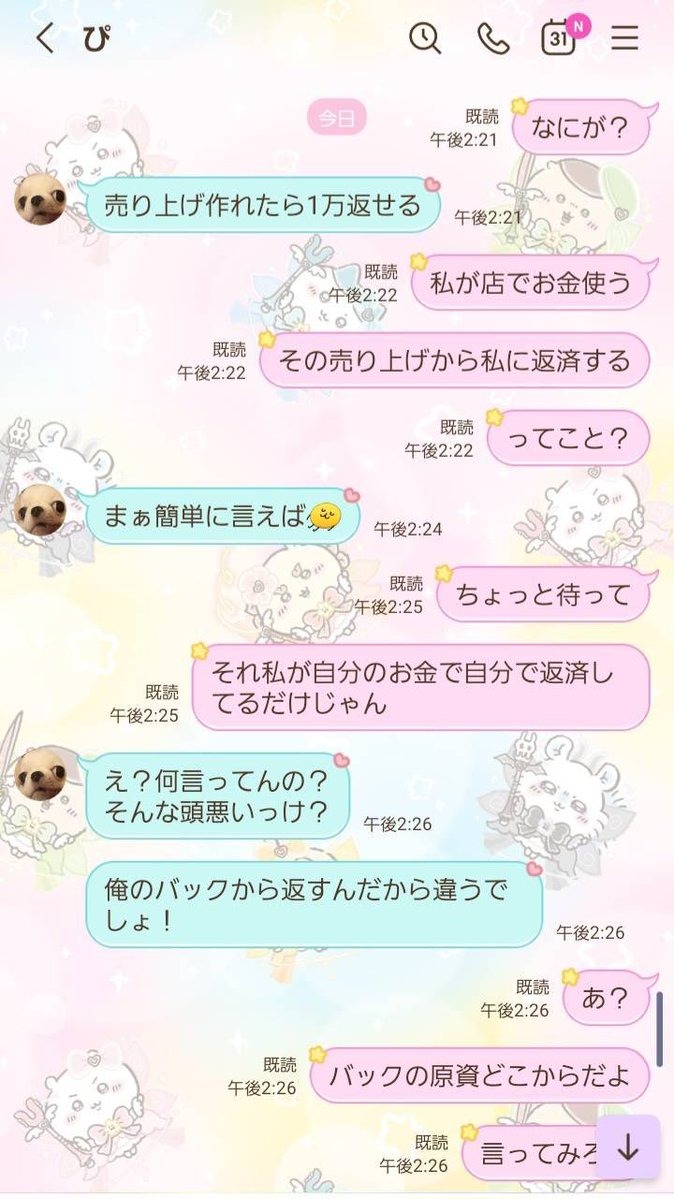 ぴ
31
N
今日
なにが？
既読
午後2:21
売り上げ作れたら1万返せる
午後2:21
私が店でお金使う
既読
午後2:22
その売り上げから私に返済する
既読
午後2:22
ってこと？
既読
午後2:22
まぁ簡単に言えば
午後2:24
ちょっと待って
既読
午後2:25
それ私が自分のお金で自分で返済し
てるだけじゃん
既読
午後2:25
え？何言ってんの？
そんな頭悪いっけ？
午後2:26
俺のバックから返すんだから違うで
しょ！
午後2:26
あ？
既読
午後2:26
バックの原資どこからだよ
既読
午後2:26
言ってみろ
既読
午後2:26